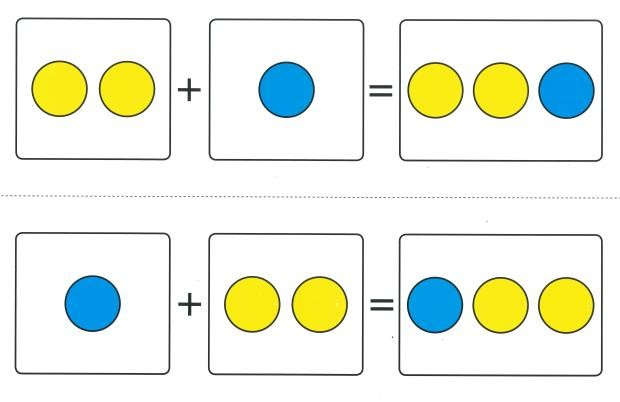 + =
+ =